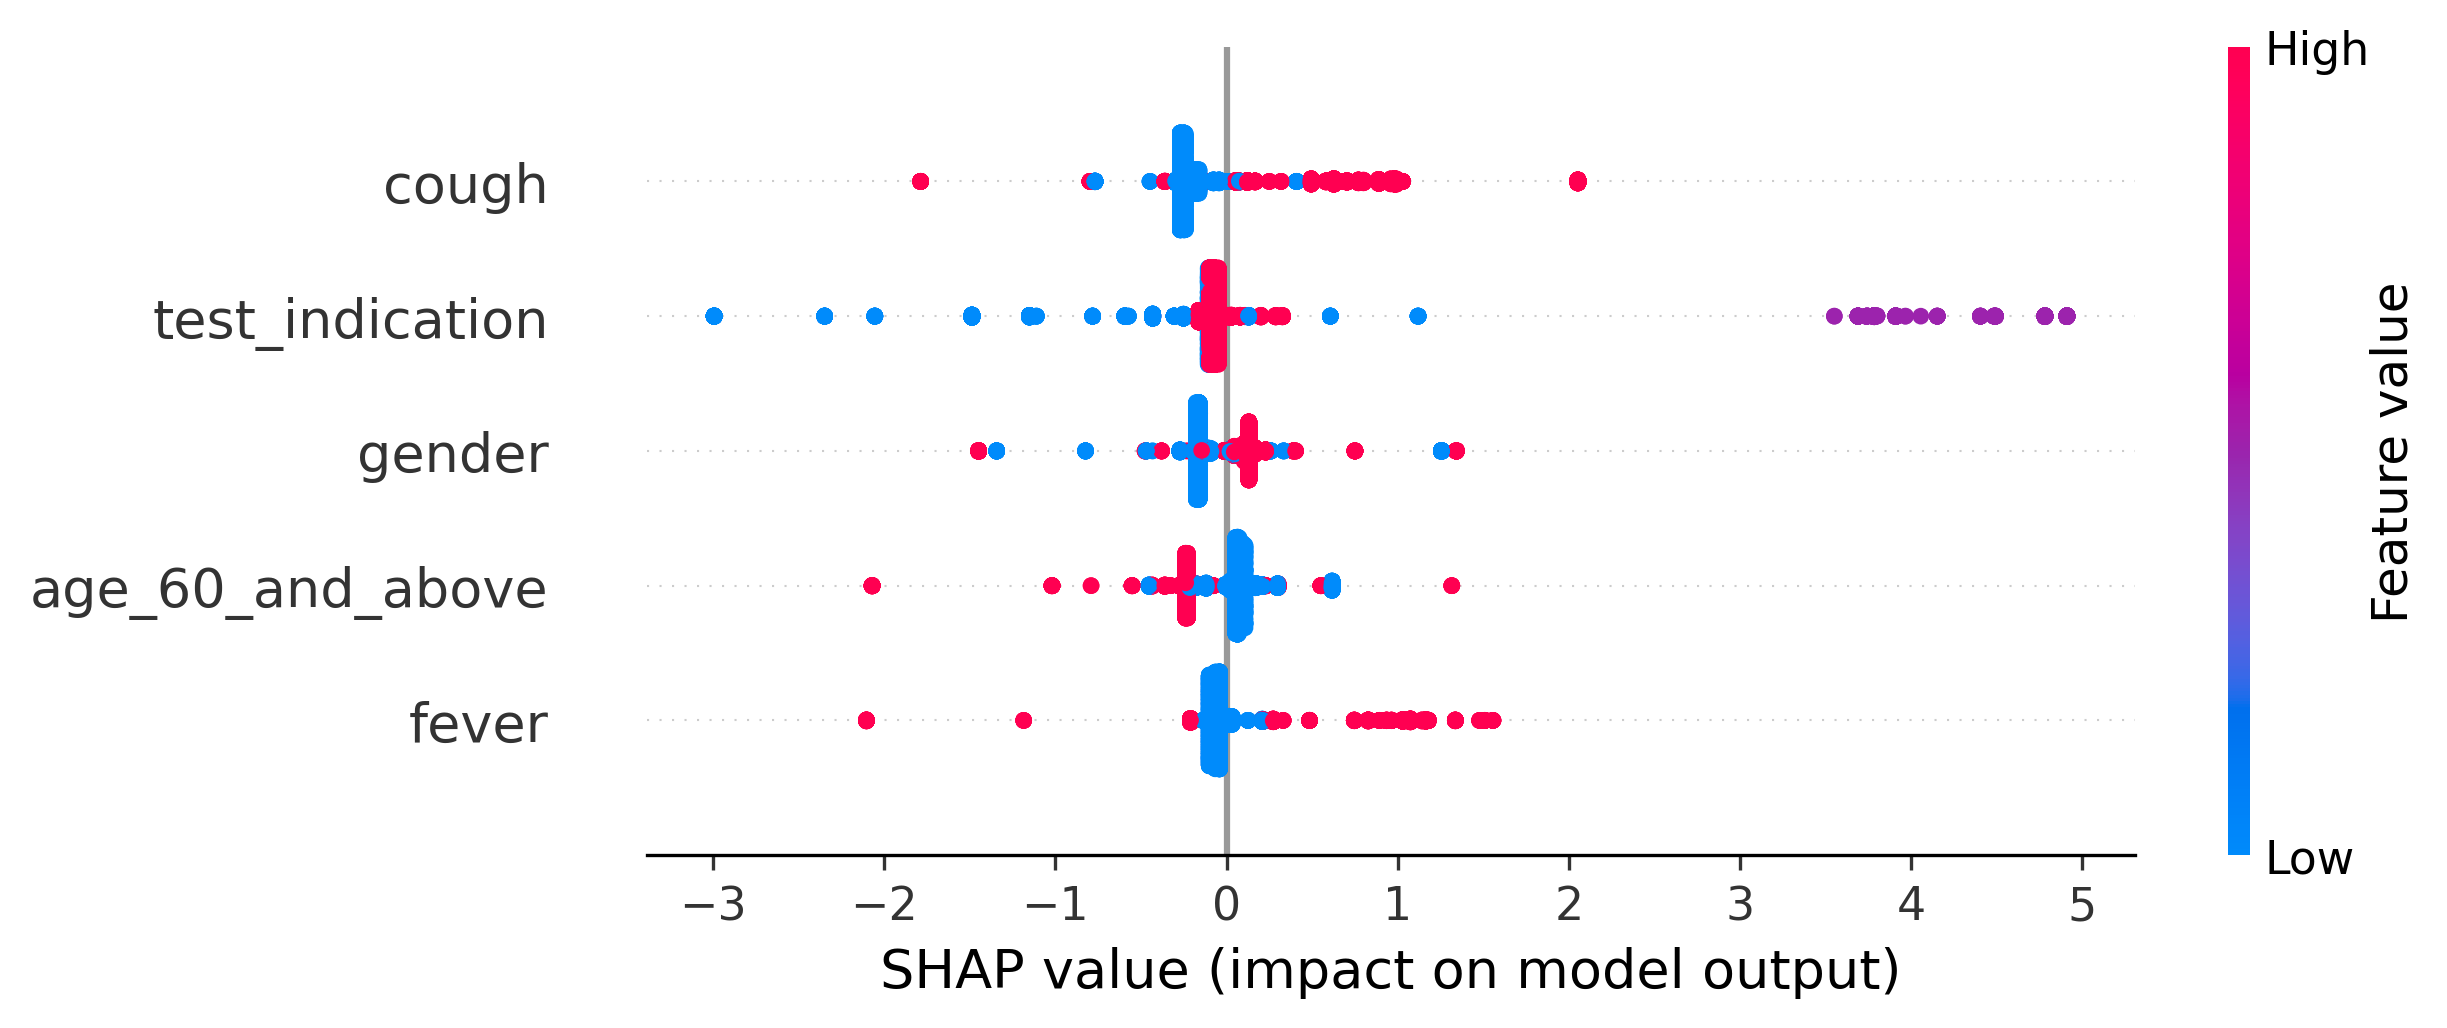 High
cough
test_indication
gender
age_60_and_above
fever
Feature value
Low
−3 −2 −1 0 1 2 3 4 5
SHAP value (impact on model output)